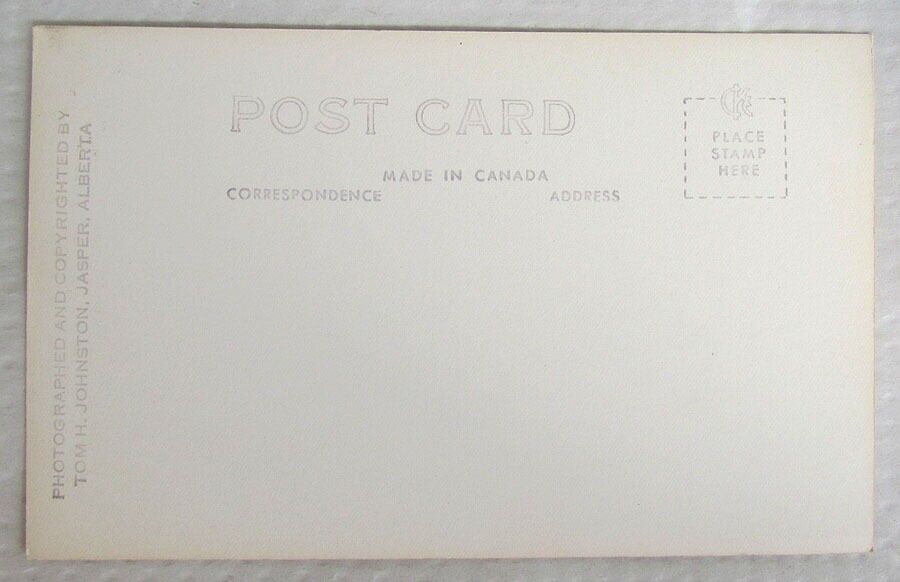 POST CARD
MADE IN CANADA
CORRESPONDENCE
ADDRESS
PLACE
STAMP
HERE
PHOTOGRAPHED AND COPYRIGHTED BY
TOM H. JOHNSTON, JASPER, ALBERTA